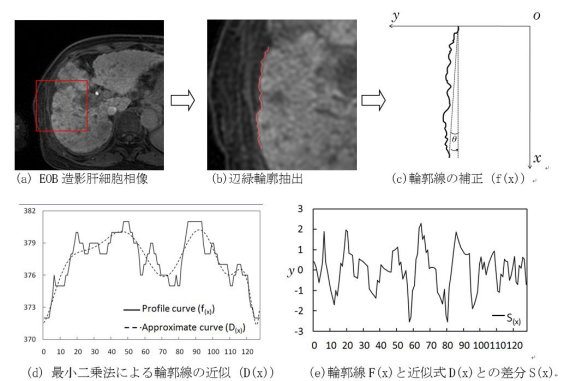 y
o
θ
x
(a) EOB 造影肝細胞相像
(b)辺緑輪郭抽出
(c)輪郭線の補正 (f(x))
382
379
376
373
370
Profile curve (f(x))
Approximate curve (D(x))
0 10 20 30 40 50 60 70 80 90 100 110 120
(d) 最小二乗法による輪郭線の近似 (D(x))
3
2
1
y 0
-1
-2
-3
S(x)
0 10 20 30 40 50 60 70 80 90 100110120
(e)輪郭線 F(x)と近似式 D(x)との差分 S(x).